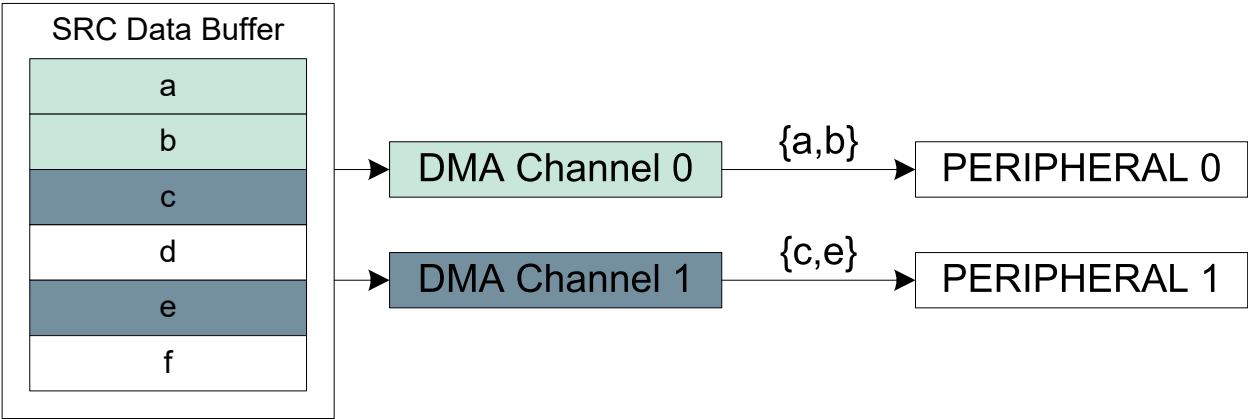 SRC Data Buffer
a
b
c
d
e
f
DMA Channel 0
{a,b}
PERIPHERAL 0
DMA Channel 1
{c,e}
PERIPHERAL 1